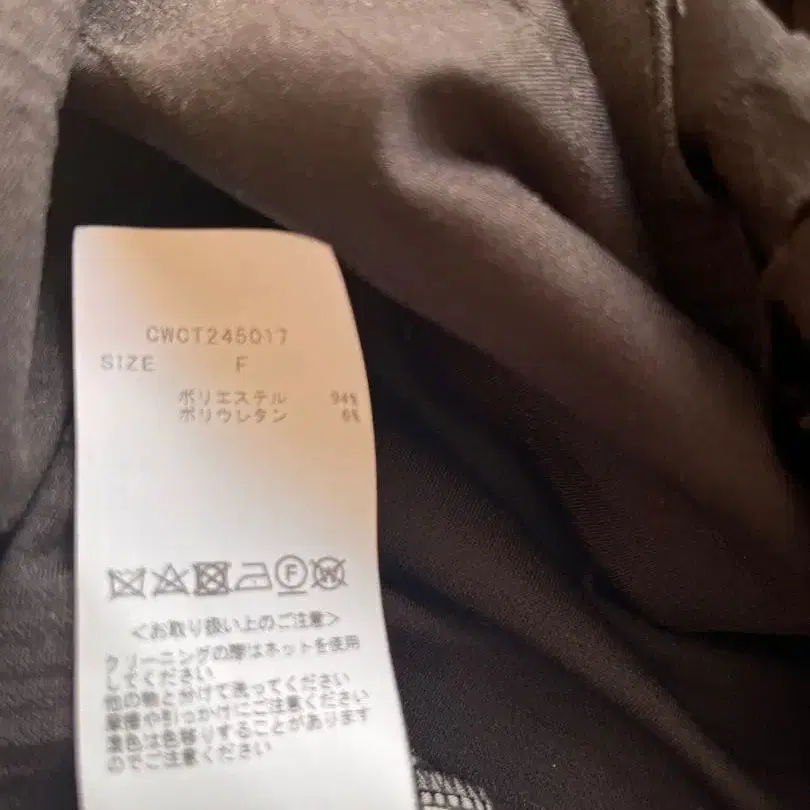 CWCT245017
SIZE F
ポリエステル 94%
ポリウレタン 6%
F
W
<お取り扱い上のご注意>
クリーニングの際はネットを使用
してください
他の物と分けて洗ってください
摩擦や引っかけにご注意ください
濃色は色移りすることがあります
のでご注意ください